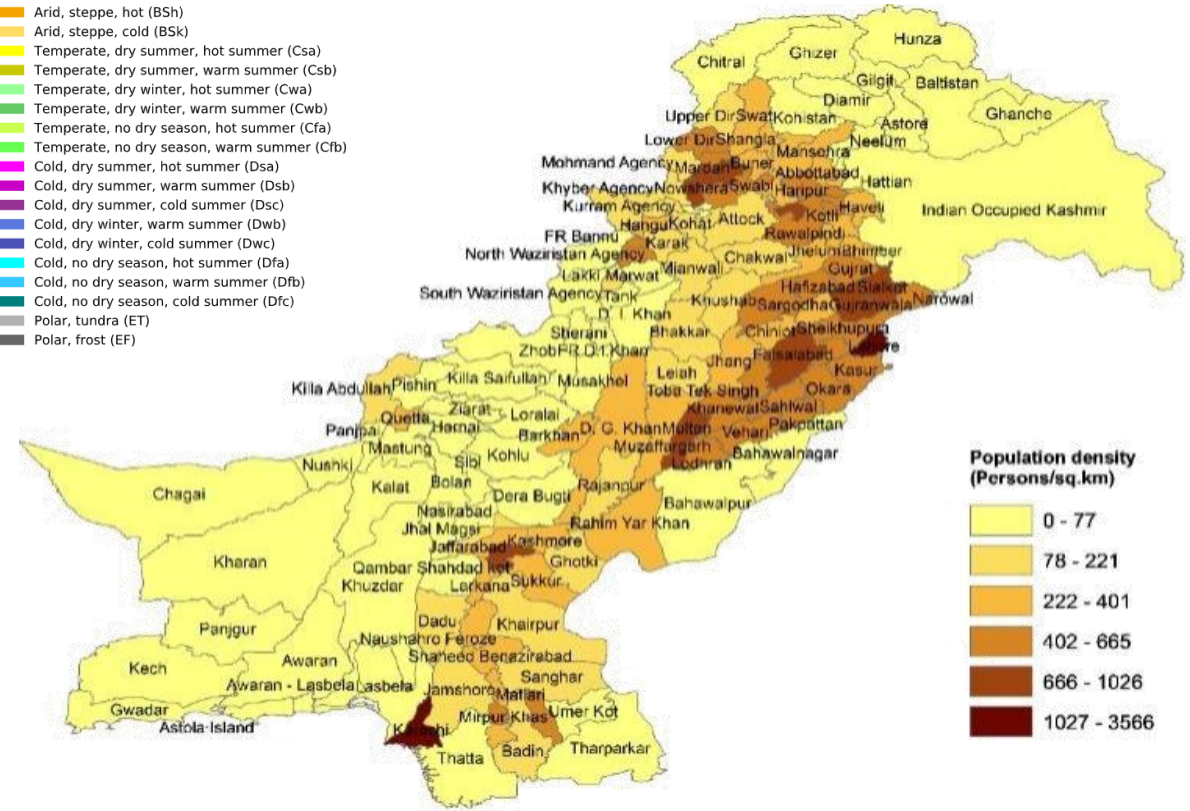 Arid, steppe, hot (BSh)
Arid, steppe, cold (BSk)
Temperate, dry summer, hot summer (Csa)
Temperate, dry summer, warm summer (Csb)
Temperate, dry winter, hot summer (Cwa)
Temperate, dry winter, warm summer (Cwb)
Temperate, no dry season, hot summer (Cfa)
Temperate, no dry season, warm summer (Cfb)
Cold, dry summer, hot summer (Dsa)
Cold, dry summer, warm summer (Dsb)
Cold, dry summer, cold summer (Dsc)
Cold, dry winter, warm summer (Dwb)
Cold, dry winter, cold summer (Dwc)
Cold, no dry season, hot summer (Dfa)
Cold, no dry season, warm summer (Dfb)
Cold, no dry season, cold summer (Dfc)
Polar, tundra (ET)
Polar, frost (EF)
Hunza
Ghizer
Chitral
Gilgit
Baltistan
Diamir
Ghanche
Upper Dir
Swat
Kohistan
Astore
Lower Dir
Shangla
Neelum
Mansehra
Mohmand Agency
Mardan
Buner
Abbottabad
Hattian
Khyber Agency
Nowshera
Swabi
Haripur
Kurram Agency
Haveli
Indian Occupied Kashmir
Hangu
Kohat
Attock
Kotli
Rawalpindi
FR Bannu
Karak
North Waziristan Agency
Chakwal
Jhelum
Bhimber
Lakki Marwat
Mianwali
Gujrat
Hafizabad
Sialkot
South Waziristan Agency
Tank
Khushab
Sargodha
Gujranwala
Narowal
D. I. Khan
Sherani
Bhakkar
Chiniot
Sheikhupura
Zhob
FR D.I.Khan
Jhang
Faisalabad
Lahore
Kasur
Killa Abdullah
Pishin
Killa Saifullah
Musakhel
Leiah
Toba Tek Singh
Okara
Quetta
Ziarat
Loralai
Khanewal
Sahiwal
Panjpai
Harnai
Barkhan
D. G. Khan
Multan
Vehari
Pakpattan
Mastung
Muzaffargarh
Lodhran
Bahawalnagar
Nushki
Sibi
Kohlu
Chagai
Kalat
Bolan
Dera Bugti
Rajanpur
Bahawalpur
Nasirabad
Jhal Magsi
Rahim Yar Khan
Jaffarabad
Kashmore
Kharan
Qambar Shahdad kot
Ghotki
Khuzdar
Larkana
Sukkur
Panjgur
Dadu
Khairpur
Naushahro Feroze
Kech
Awaran
Shaheed Benazirabad
Awaran - Lasbela
Lasbela
Sanghar
Jamshoro
Matiari
Gwadar
Astola-Island
Karachi
Mirpur Khas
Umer Kot
Thatta
Badin
Tharparkar
Population density
(Persons/sq.km)
0 - 77
78 - 221
222 - 401
402 - 665
666 - 1026
1027 - 3566